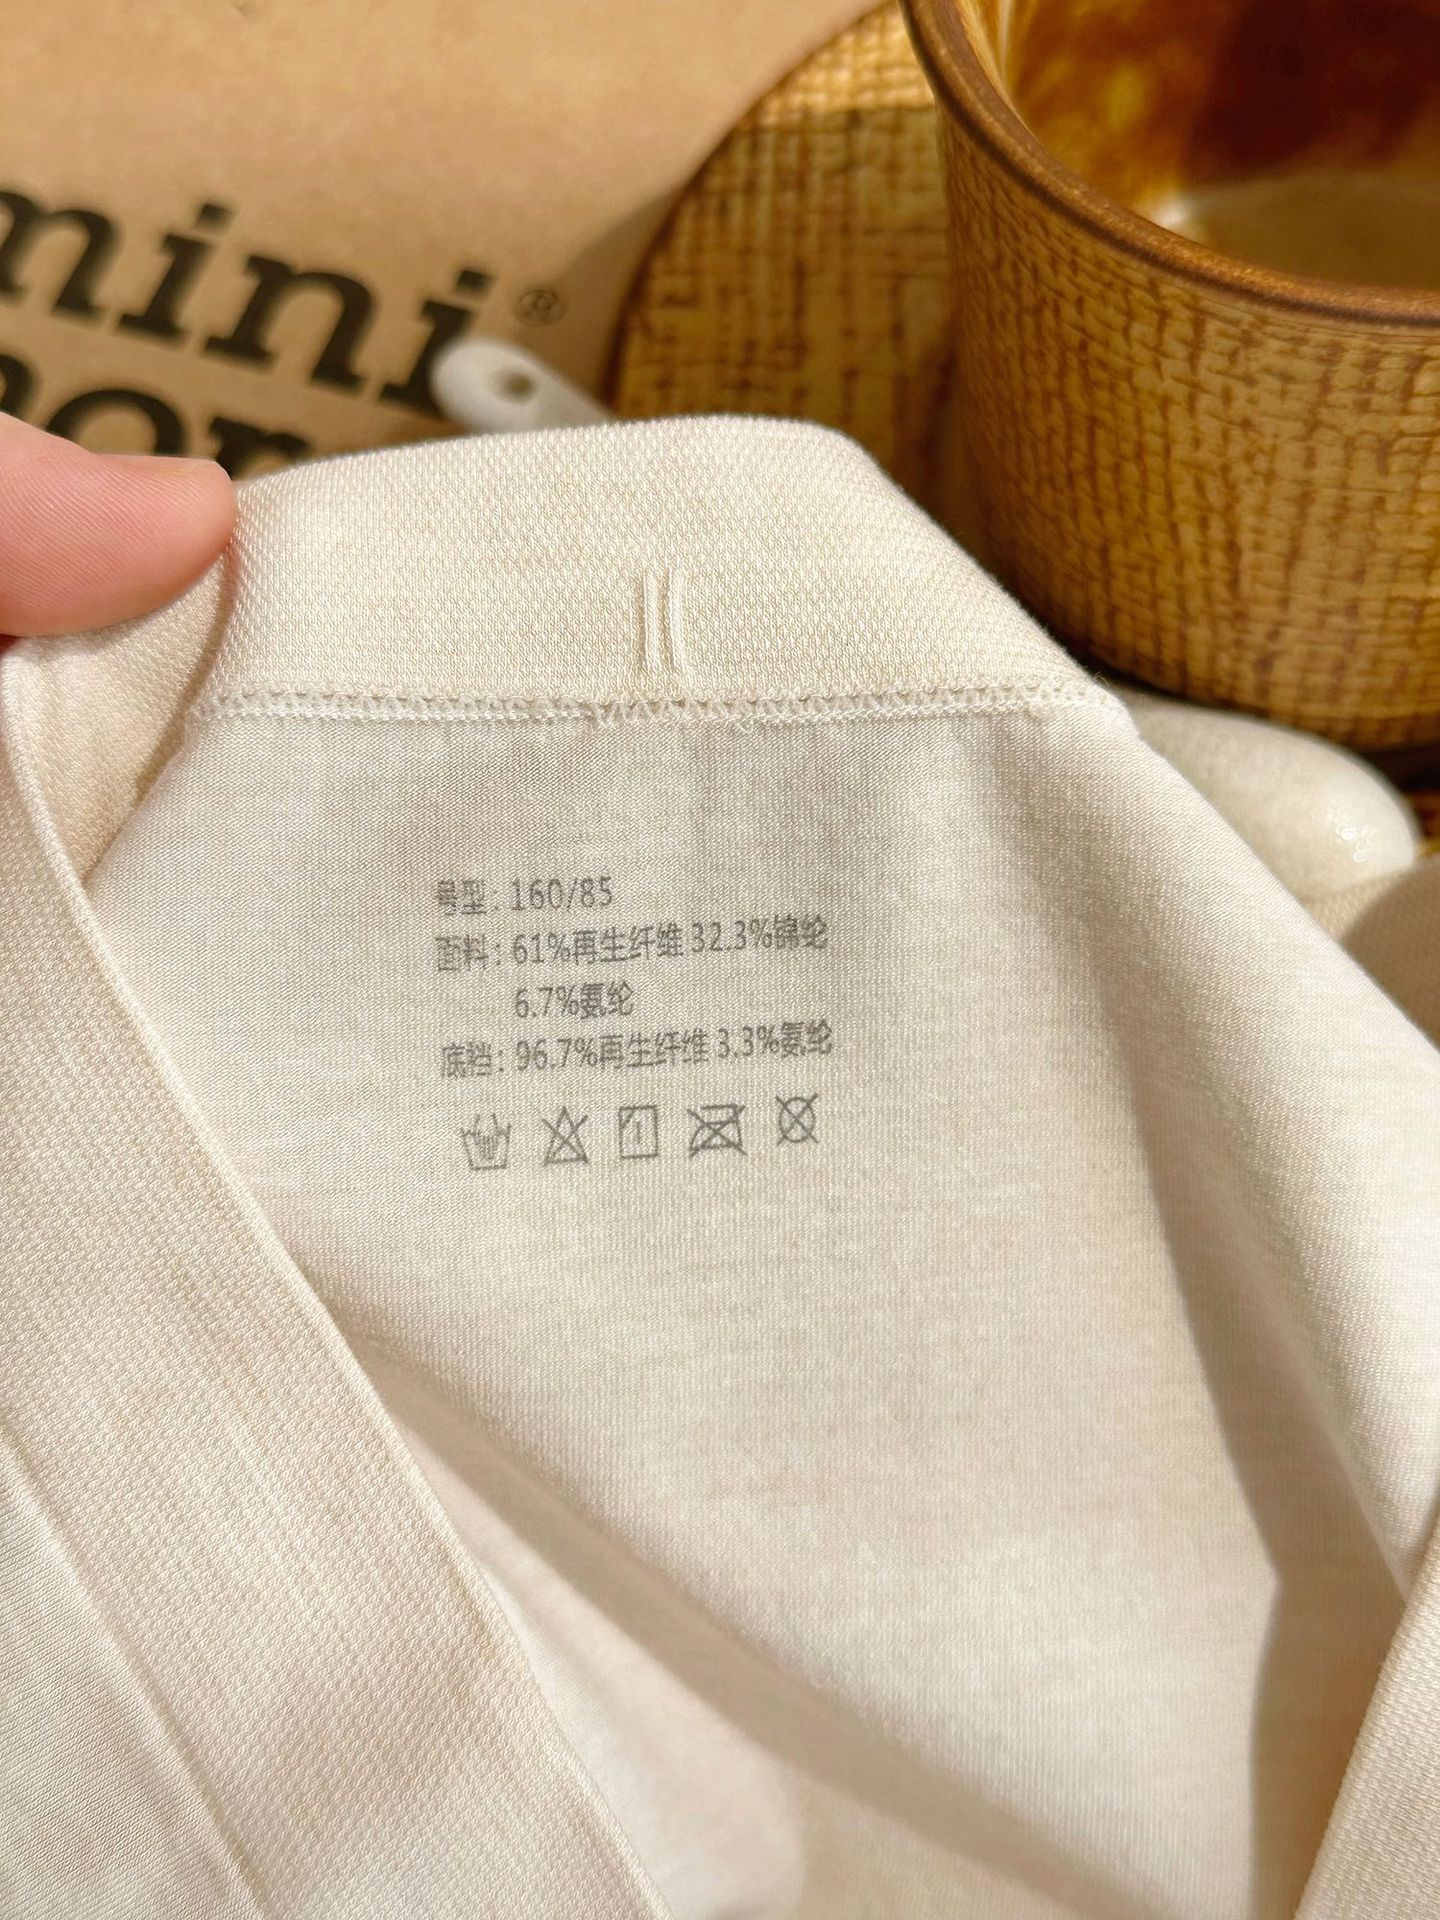 mini®
号型: 160/85
面料: 61%再生纤维 32.3%锦纶
6.7%氨纶
底裆: 96.7%再生纤维 3.3%氨纶